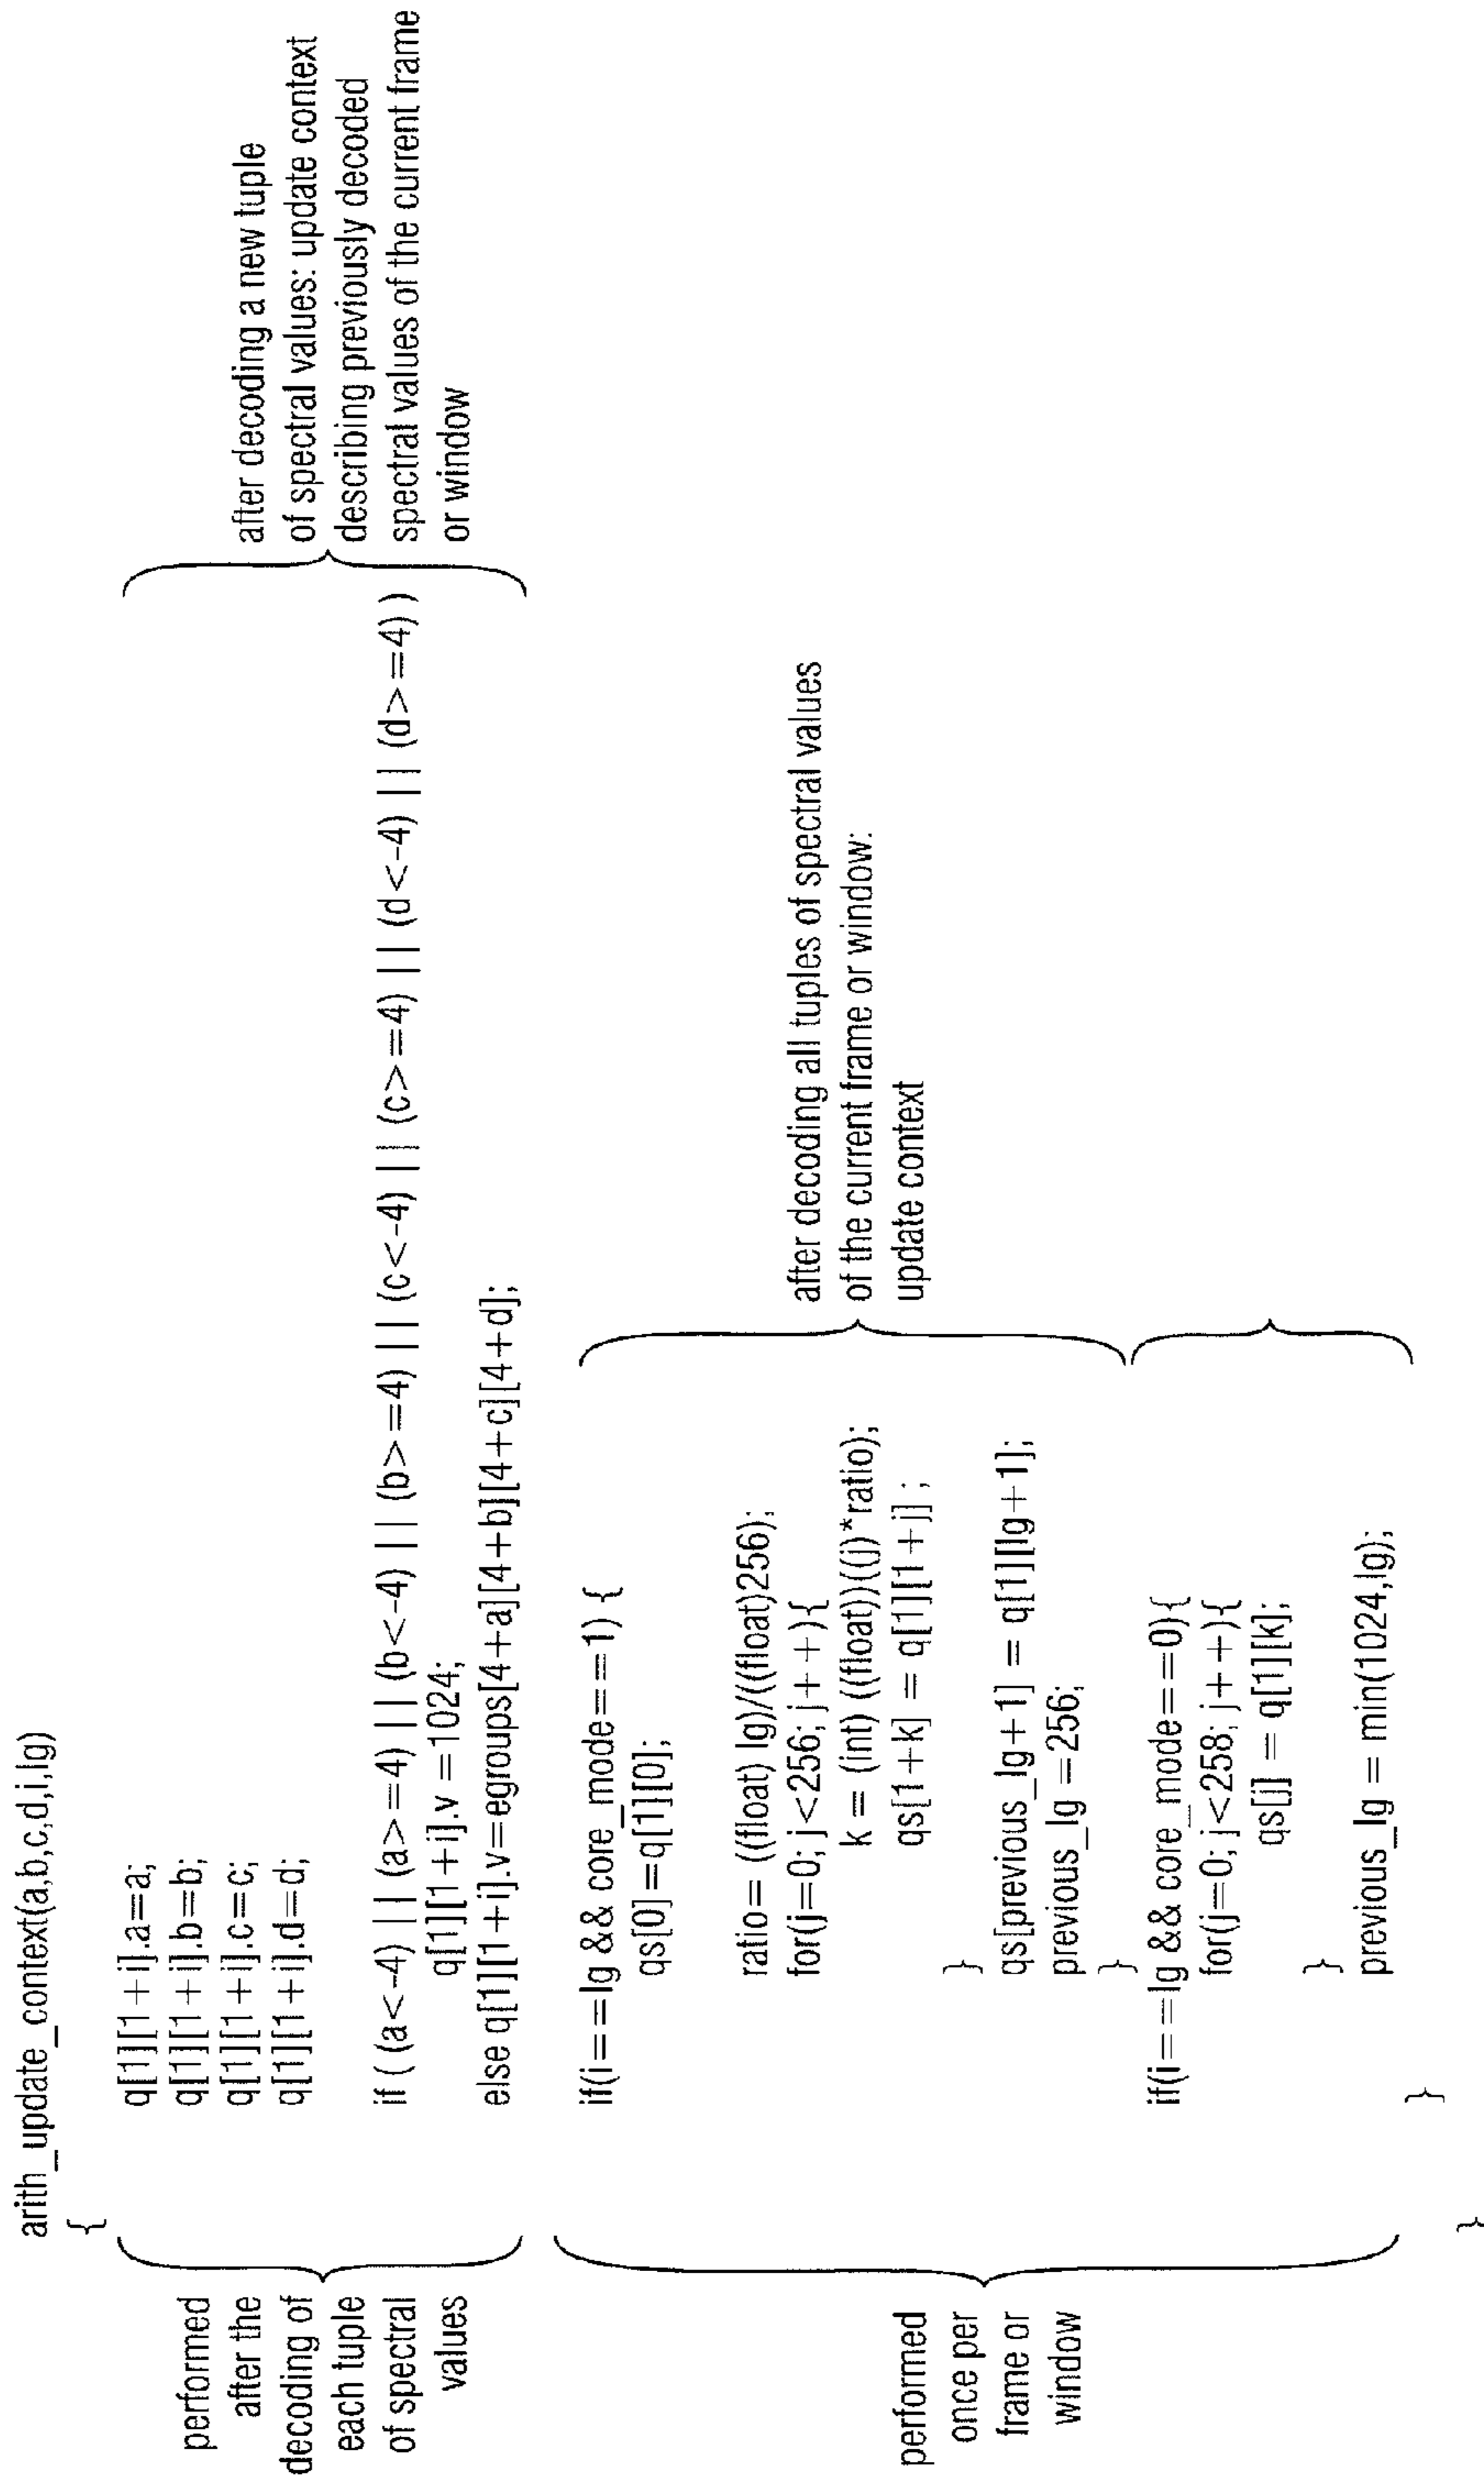 arith_update_context(a,b,c,d,i,lg)
{
performed
after the
decoding of
each tuple
of spectral
values
q[1][1+i].a=a;
q[1][1+i].b=b;
q[1][1+i].c=c;
q[1][1+i].d=d;
if ( (a<-4) || (a>=4) || (b<-4) || (b>=4) || (c<-4) || (c>=4) || (d<-4) || (d>=4) )
q[1][1+i].v =1024;
else q[1][1+i].v=egroups[4+a][4+b][4+c][4+d];
after decoding a new tuple
of spectral values: update context
describing previously decoded
spectral values of the current frame
or window
performed
once per
frame or
window
if(i==lg && core_mode==1) {
qs[0]=q[1][0];
ratio= ((float) lg)/((float)256);
for(j=0; j<256; j++){
k = (int) ((float))((j)*ratio);
qs[1+k] = q[1][1+j] ;
}
qs[previous_lg+1] = q[1][lg+1];
previous_lg =256;
}
if(i==lg && core_mode==0){
for(j=0; j<258; j++){
qs[j] = q[1][k];
}
previous_lg = min(1024,lg);
}
after decoding all tuples of spectral values
of the current frame or window:
update context
}